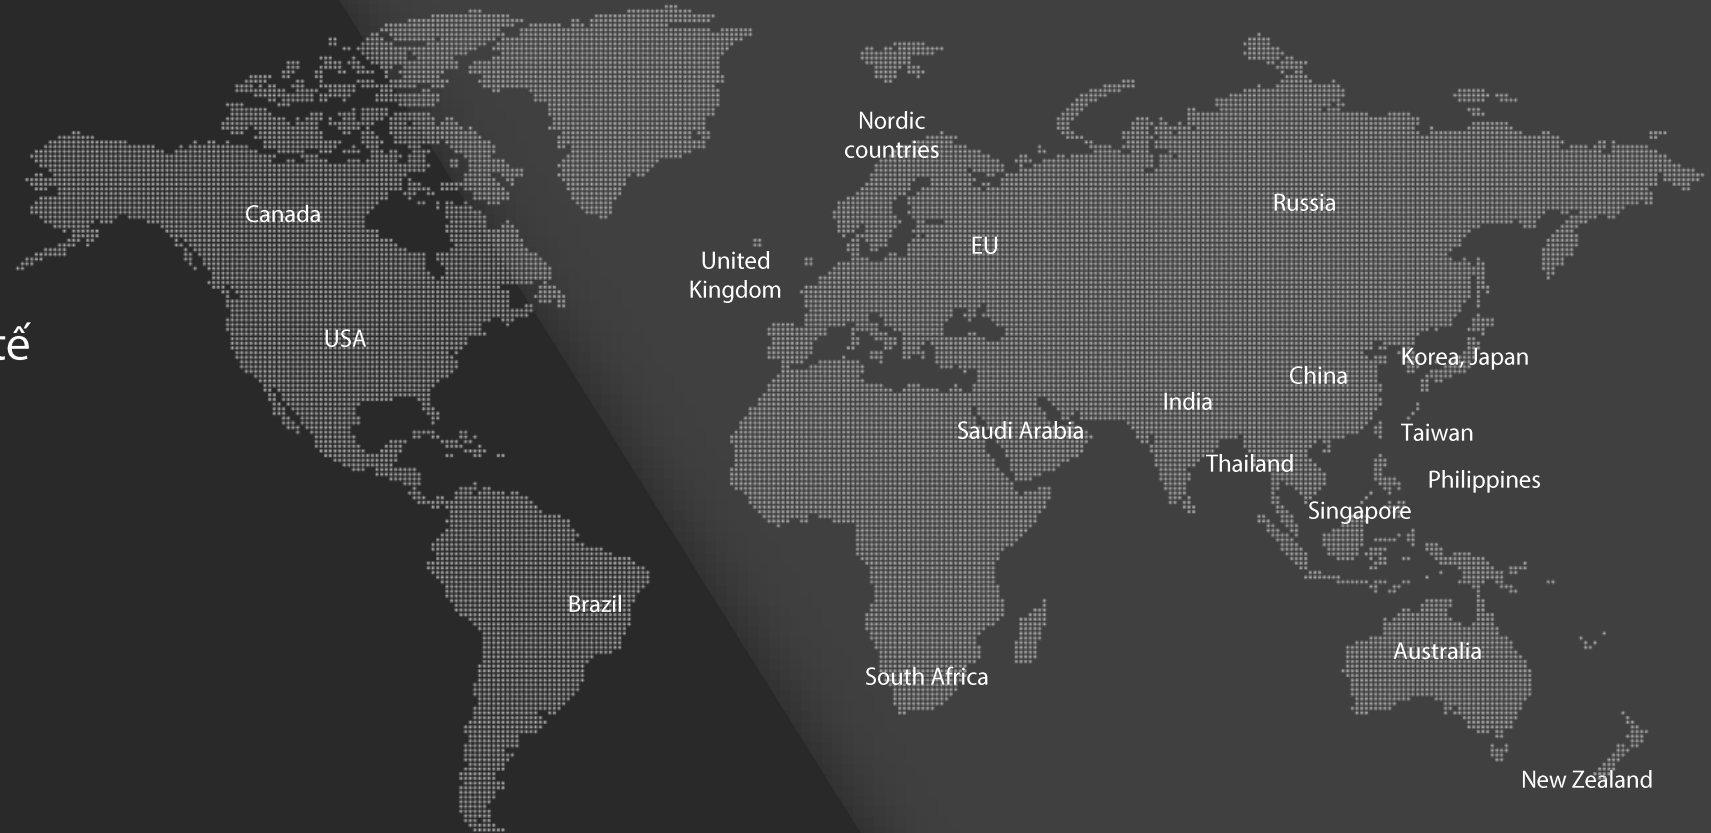 Nordic
countries
Canada
Russia
EU
United
Kingdom
USA
tế
Korea, Japan
China
India
Saudi Arabia
Taiwan
Thailand
Philippines
Singapore
Brazil
Australia
South Africa
New Zealand